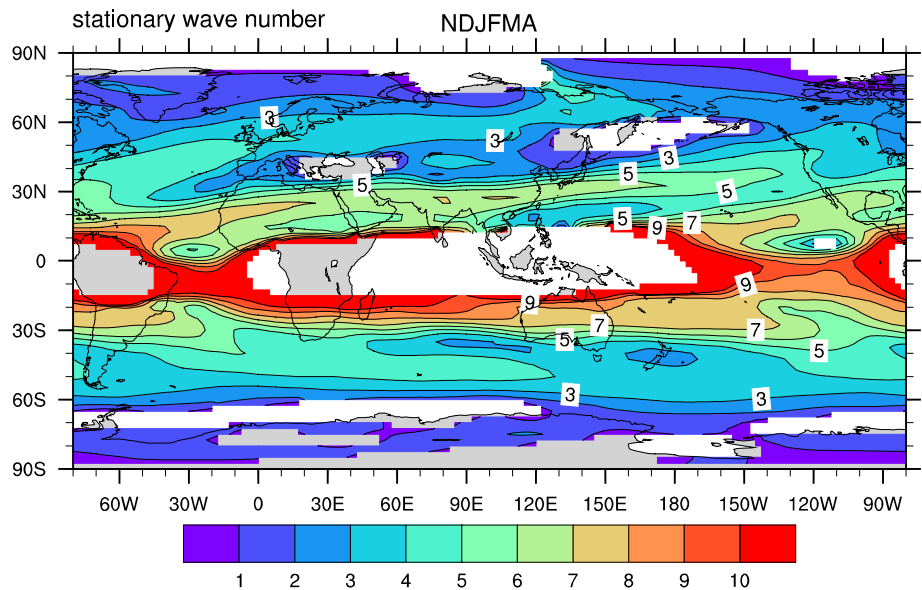 stationary wave number NDJFMA
90N
60N 3 3 3
30N 5 5 5
5 9 7
0
9 9
30S 5 7 7 5
60S 3 3
90S
60W 30W 0 30E 60E 90E 120E 150E 180 150W 120W 90W
1 2 3 4 5 6 7 8 9 10